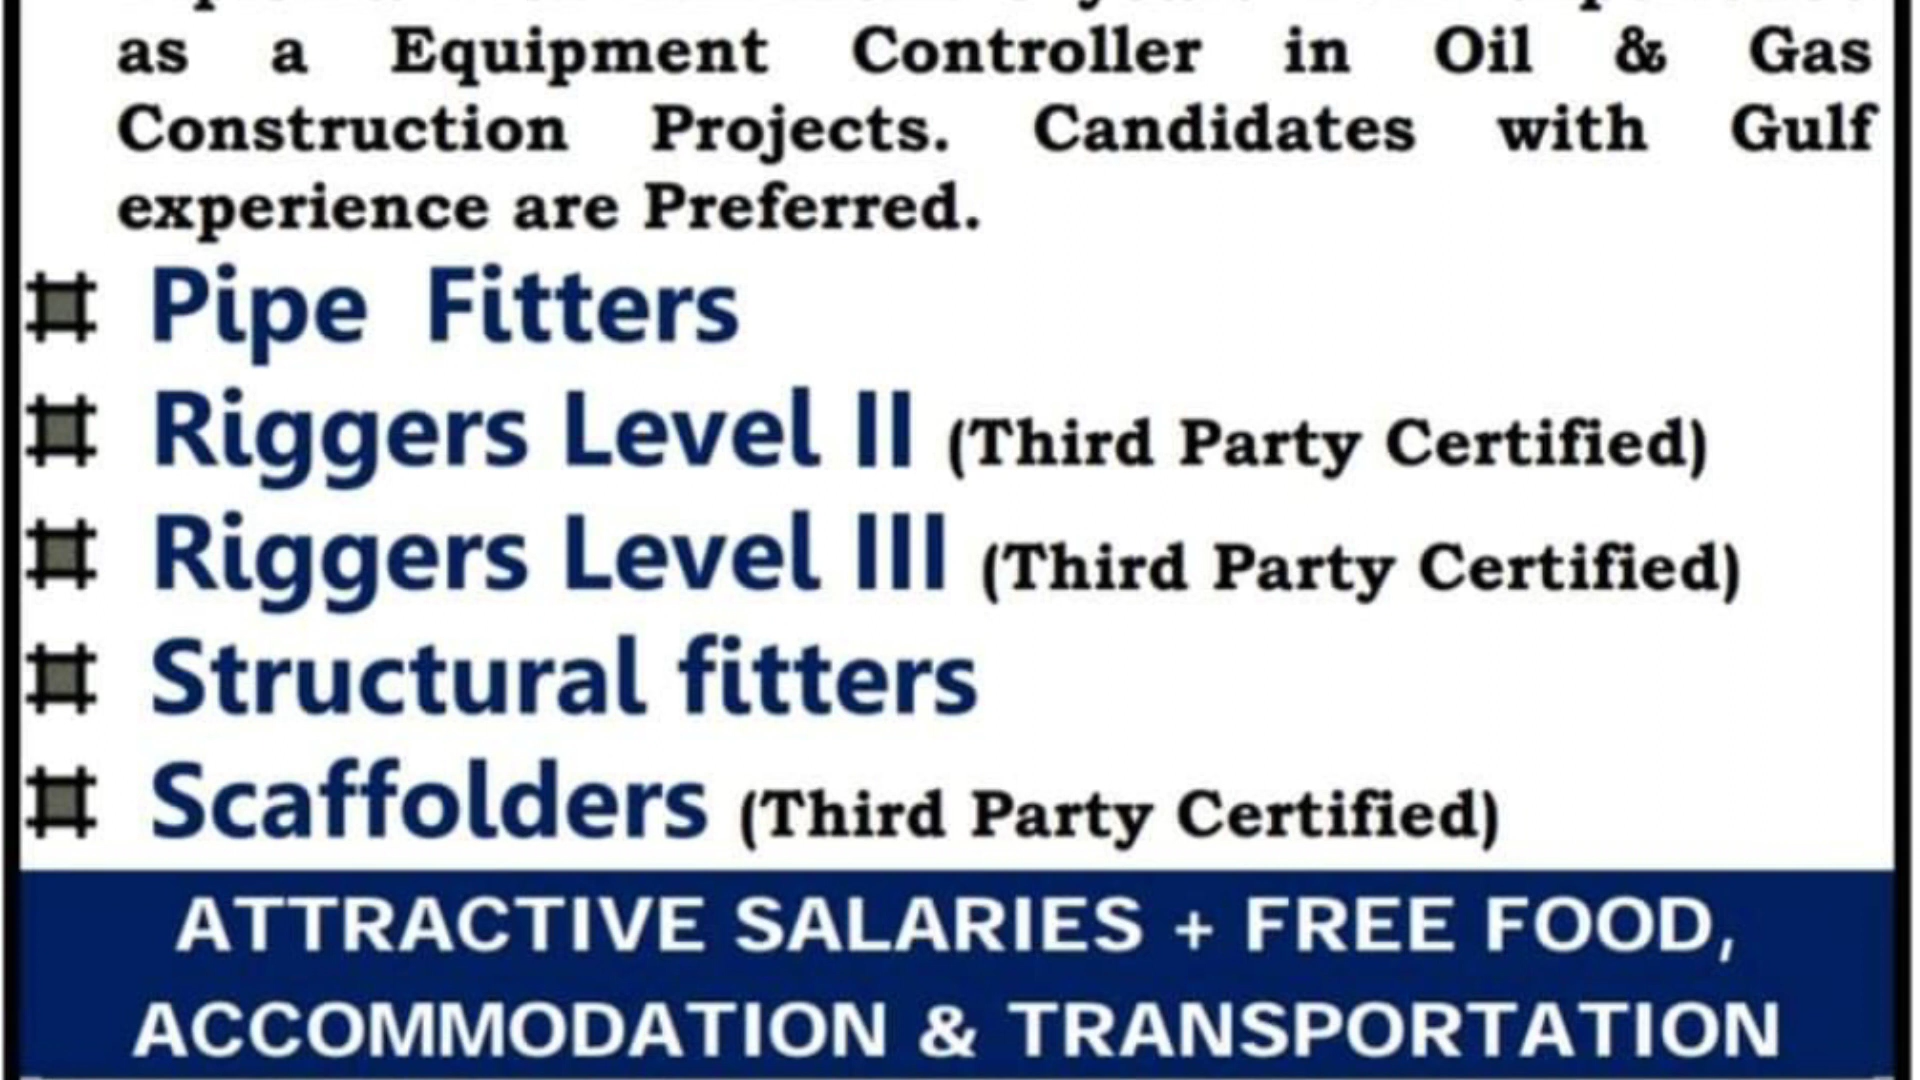 as a Equipment Controller in Oil & Gas
Construction Projects. Candidates with Gulf
experience are Preferred.
Pipe Fitters
Riggers Level II (Third Party Certified)
Riggers Level III (Third Party Certified)
Structural fitters
Scaffolders (Third Party Certified)
ATTRACTIVE SALARIES + FREE FOOD,
ACCOMMODATION & TRANSPORTATION